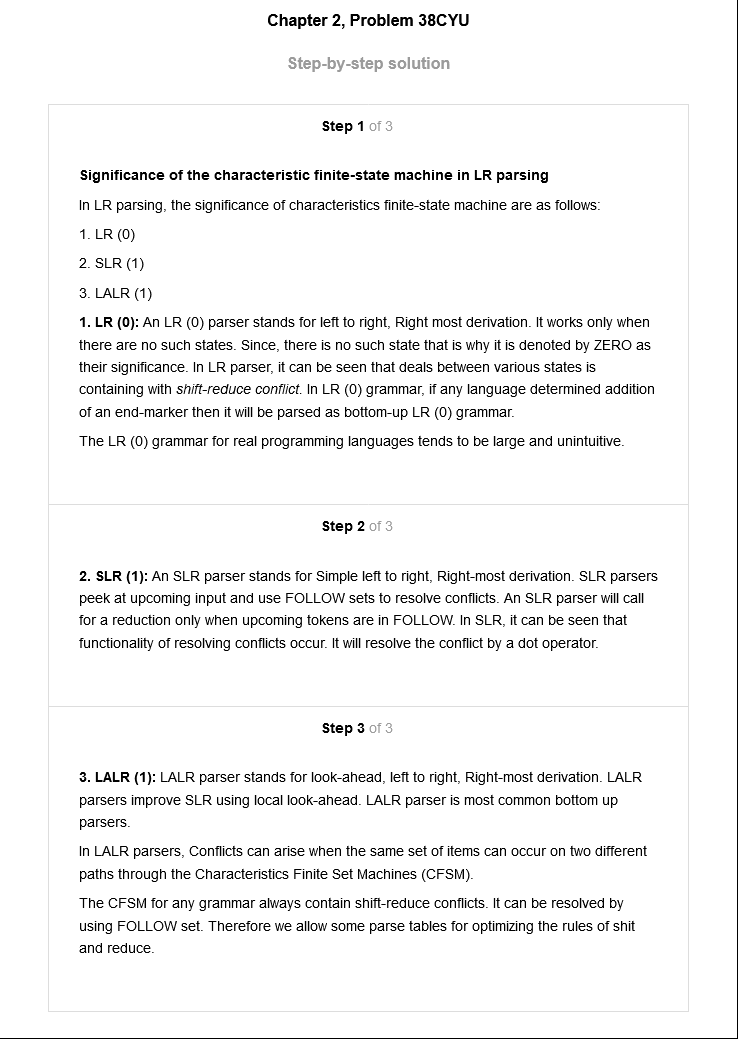 Chapter 2, Problem 38CYU
Step-by-step solution
Step 1 of 3
Significance of the characteristic finite-state machine in LR parsing
In LR parsing, the significance of characteristics finite-state machine are as follows:
1. LR (0)
2. SLR (1)
3. LALR (1)
1. LR (0): An LR (0) parser stands for left to right, Right most derivation. It works only when
there are no such states. Since, there is no such state that is why it is denoted by ZERO as
their significance. In LR parser, it can be seen that deals between various states is
containing with shift-reduce conflict. In LR (0) grammar, if any language determined addition
of an end-marker then it will be parsed as bottom-up LR (0) grammar.
The LR (0) grammar for real programming languages tends to be large and unintuitive.
Step 2 of 3
2. SLR (1): An SLR parser stands for Simple left to right, Right-most derivation. SLR parsers
peek at upcoming input and use FOLLOW sets to resolve conflicts. An SLR parser will call
for a reduction only when upcoming tokens are in FOLLOW. In SLR, it can be seen that
functionality of resolving conflicts occur. It will resolve the conflict by a dot operator.
Step 3 of 3
3. LALR (1): LALR parser stands for look-ahead, left to right, Right-most derivation. LALR
parsers improve SLR using local look-ahead. LALR parser is most common bottom up
parsers.
In LALR parsers, Conflicts can arise when the same set of items can occur on two different
paths through the Characteristics Finite Set Machines (CFSM).
The CFSM for any grammar always contain shift-reduce conflicts. It can be resolved by
using FOLLOW set. Therefore we allow some parse tables for optimizing the rules of shit
and reduce.